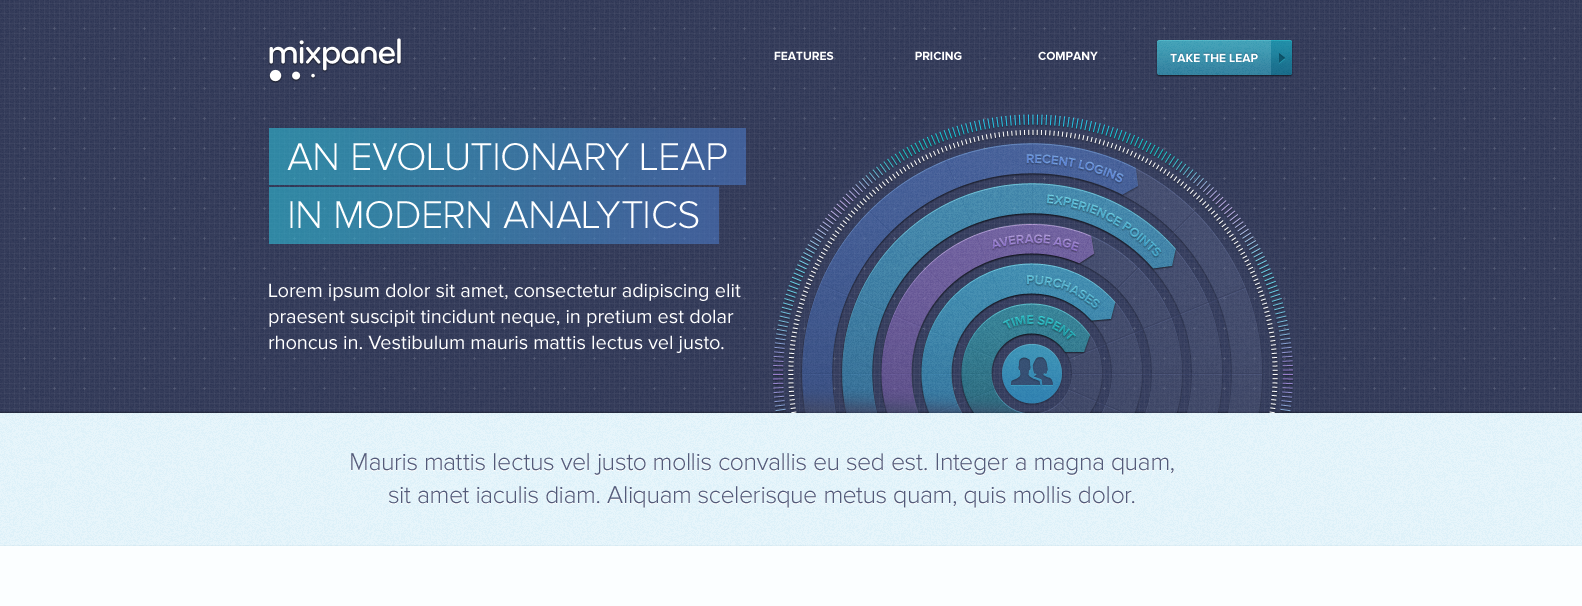 mixpanel
FEATURES
PRICING
COMPANY
TAKE THE LEAP
AN EVOLUTIONARY LEAP
IN MODERN ANALYTICS
Lorem ipsum dolor sit amet, consectetur adipiscing elit
praesent suscipit tincidunt neque, in pretium est dolar
rhoncus in. Vestibulum mauris mattis lectus vel justo.
RECENT LOGINS
EXPERIENCE POINTS
AVERAGE AGE
PURCHASES
TIME SPENT
Mauris mattis lectus vel justo mollis convallis eu sed est. Integer a magna quam,
sit amet iaculis diam. Aliquam scelerisque metus quam, quis mollis dolor.